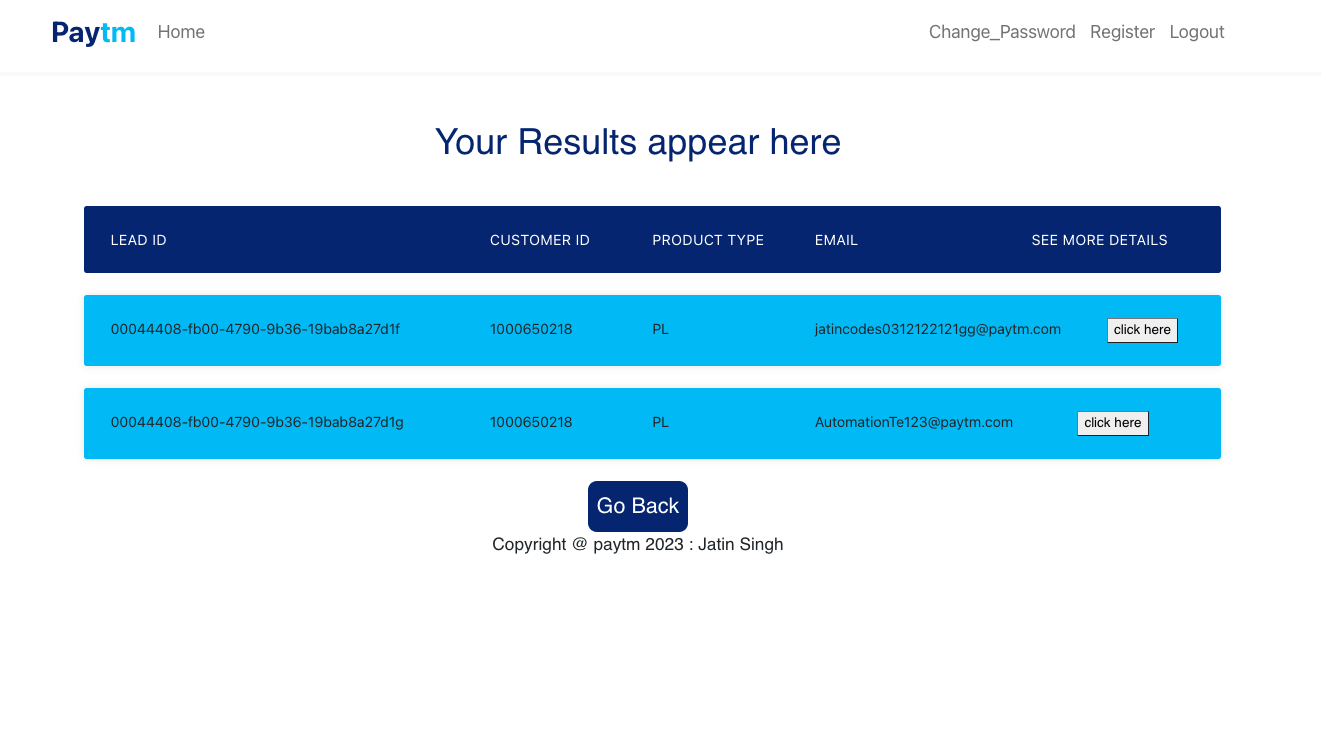 Paytm Home Change_Password Register Logout
Your Results appear here
LEAD ID CUSTOMER ID PRODUCT TYPE EMAIL SEE MORE DETAILS
00044408-fb00-4790-9b36-19bab8a27d1f 1000650218 PL jatincodes0312122121gg@paytm.com click here
00044408-fb00-4790-9b36-19bab8a27d1g 1000650218 PL AutomationTe123@paytm.com click here
Go Back
Copyright @ paytm 2023 : Jatin Singh